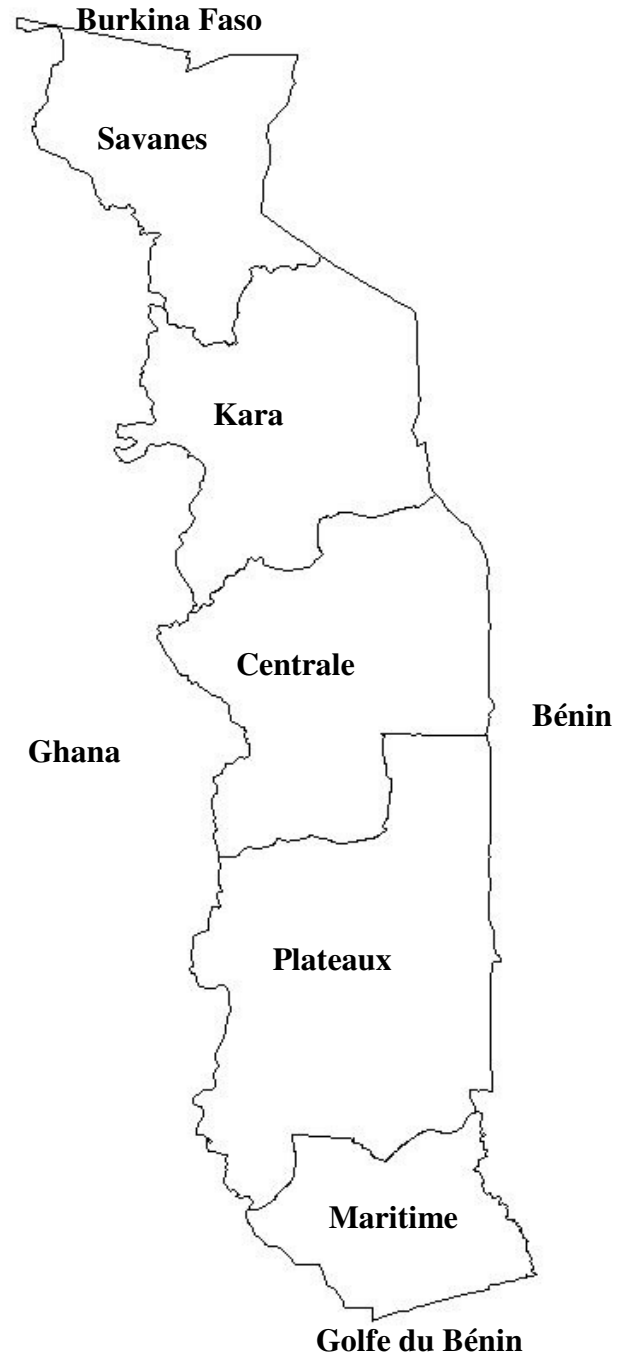 Burkina Faso
Savanes
Kara
Centrale
Bénin
Ghana
Plateaux
Maritime
Golfe du Bénin